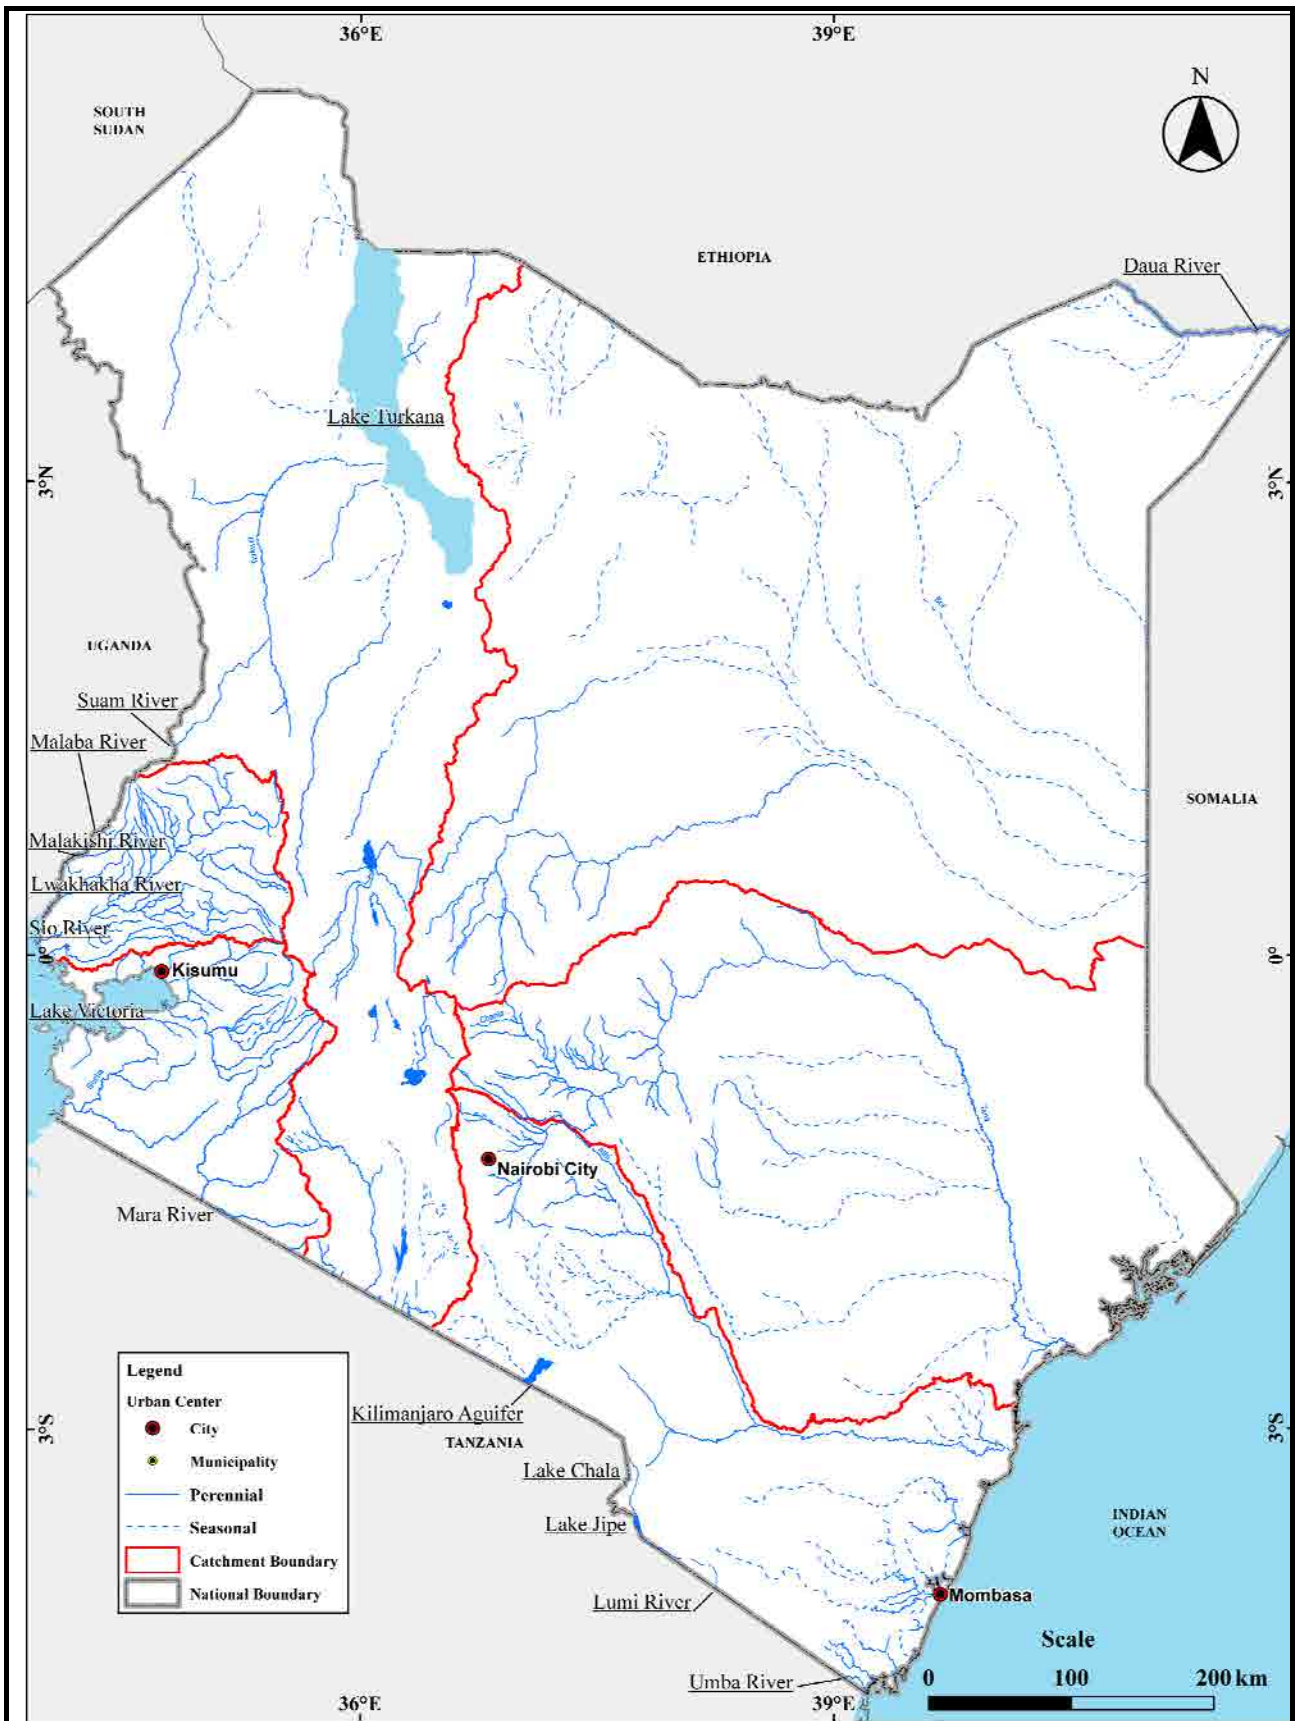 36°E
39°E
N
SOUTH
SUDAN
ETHIOPIA
Daua River
Lake Turkana
3°N
3°N
UGANDA
Suam River
Malaba River
SOMALIA
Malakishi River
Lwakhakha River
Sio River
0°
0°
Kisumu
Lake Victoria
Tana
Nairobi City
Mara River
Legend
Urban Center
City
Municipality
Perennial
Seasonal
Catchment Boundary
National Boundary
Kilimanjaro Aguifer
TANZANIA
3°S
3°S
Lake Chala
Lake Jipe
INDIAN
OCEAN
Lumi River
Mombasa
Scale
0 100 200 km
Umba River
36°E
39°E